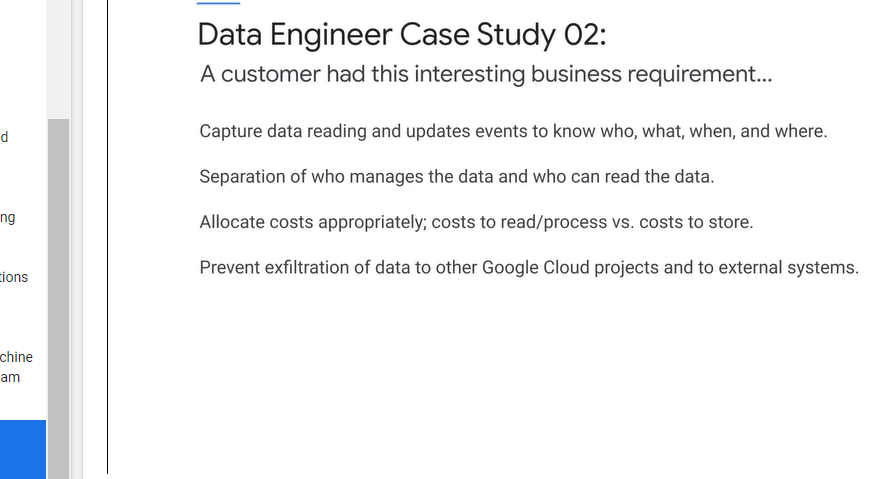 Data Engineer Case Study 02:
A customer had this interesting business requirement...
Capture data reading and updates events to know who, what, when, and where.
d
Separation of who manages the data and who can read the data.
ng
Allocate costs appropriately; costs to read/process vs. costs to store.
Prevent exfiltration of data to other Google Cloud projects and to external systems.
tions
chine
am